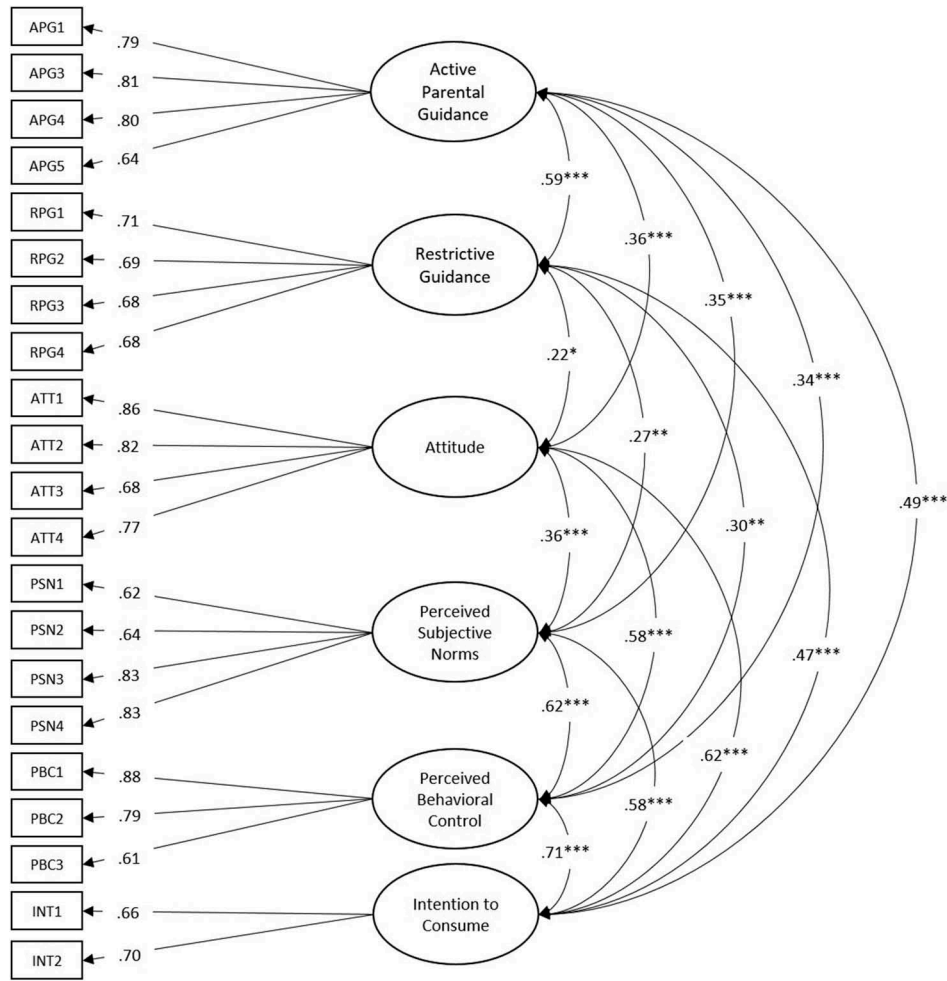 APG1
.79
APG3
.81
APG4
.80
APG5
.64
Active
Parental
Guidance
RPG1
.71
RPG2
.69
RPG3
.68
RPG4
.68
Restrictive
Guidance
ATT1
.86
ATT2
.82
ATT3
.68
ATT4
.77
Attitude
PSN1
.62
PSN2
.64
PSN3
.83
PSN4
.83
Perceived
Subjective
Norms
PBC1
.88
PBC2
.79
PBC3
.61
Perceived
Behavioral
Control
INT1
.66
INT2
.70
Intention to
Consume
.59***
.36***
.35***
.22*
.34***
.27**
.49***
.30**
.36***
.58***
.47***
.62***
.62***
.58***
.71***